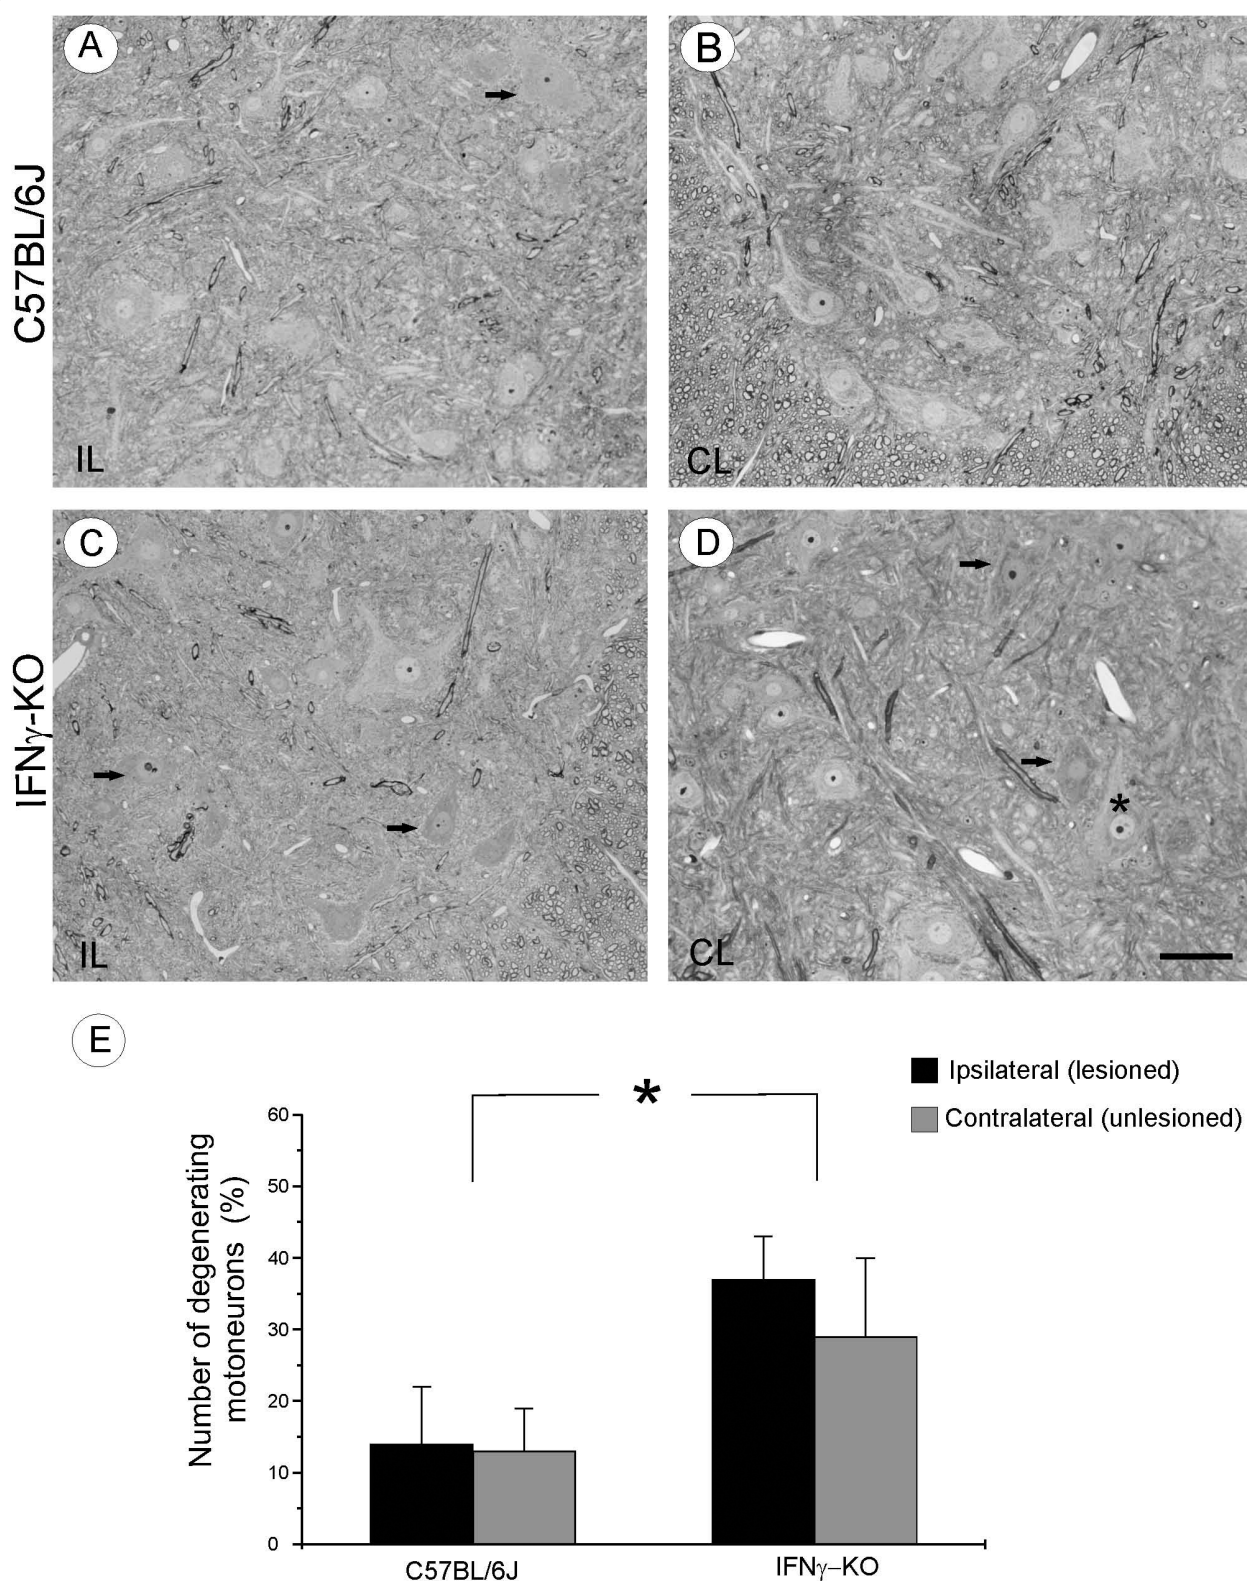 A
B
C57BL/6J
IL
CL
C
D
IFNγ-KO
*
IL
CL
E
*
Ipsilateral (lesioned)
Contralateral (unlesioned)
Number of degenerating
motoneurons (%)
60
50
40
30
20
10
0
C57BL/6J
IFNγ–KO